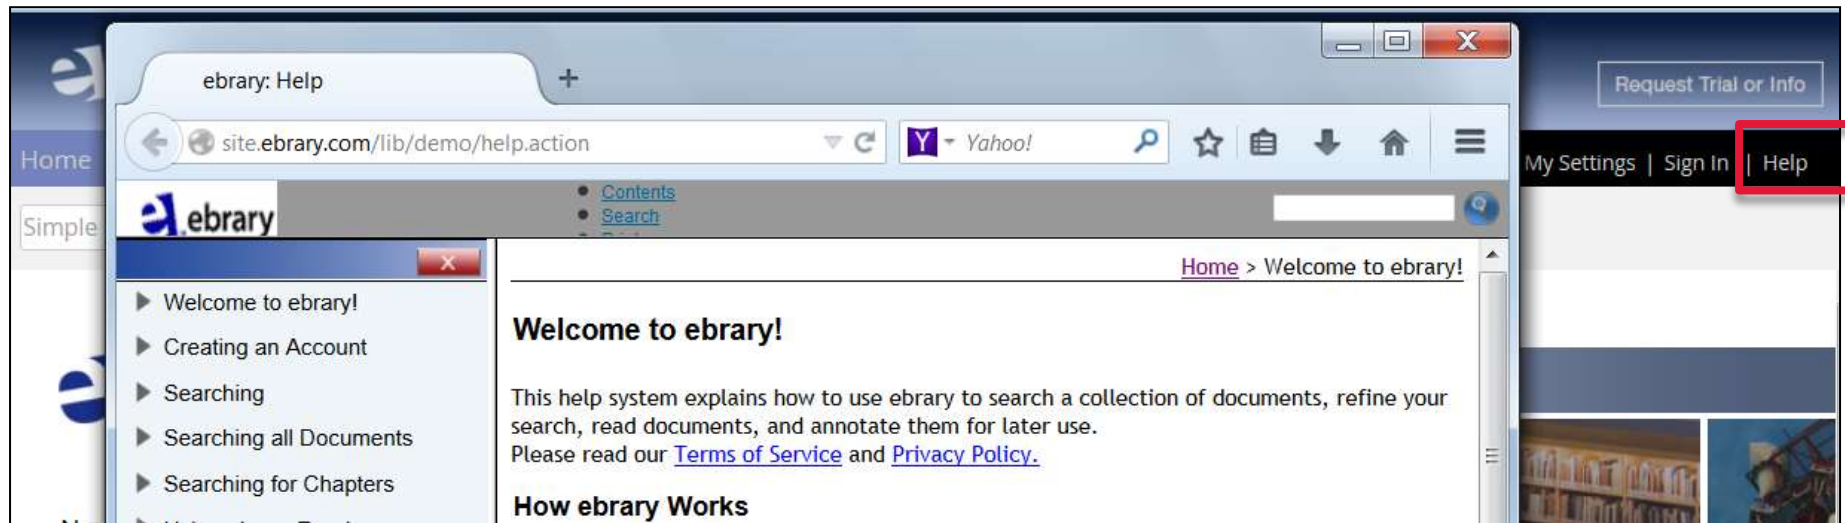 ebrary: Help
+
Request Trial or Info
site.ebrary.com/lib/demo/help.action
Yahoo!
Home
My Settings | Sign In | Help
ebrary
Contents
Search
Simple
X
Home > Welcome to ebrary!
Welcome to ebrary!
Creating an Account
Searching
Searching all Documents
Searching for Chapters
Welcome to ebrary!
This help system explains how to use ebrary to search a collection of documents, refine your
search, read documents, and annotate them for later use.
Please read our Terms of Service and Privacy Policy.
How ebrary Works